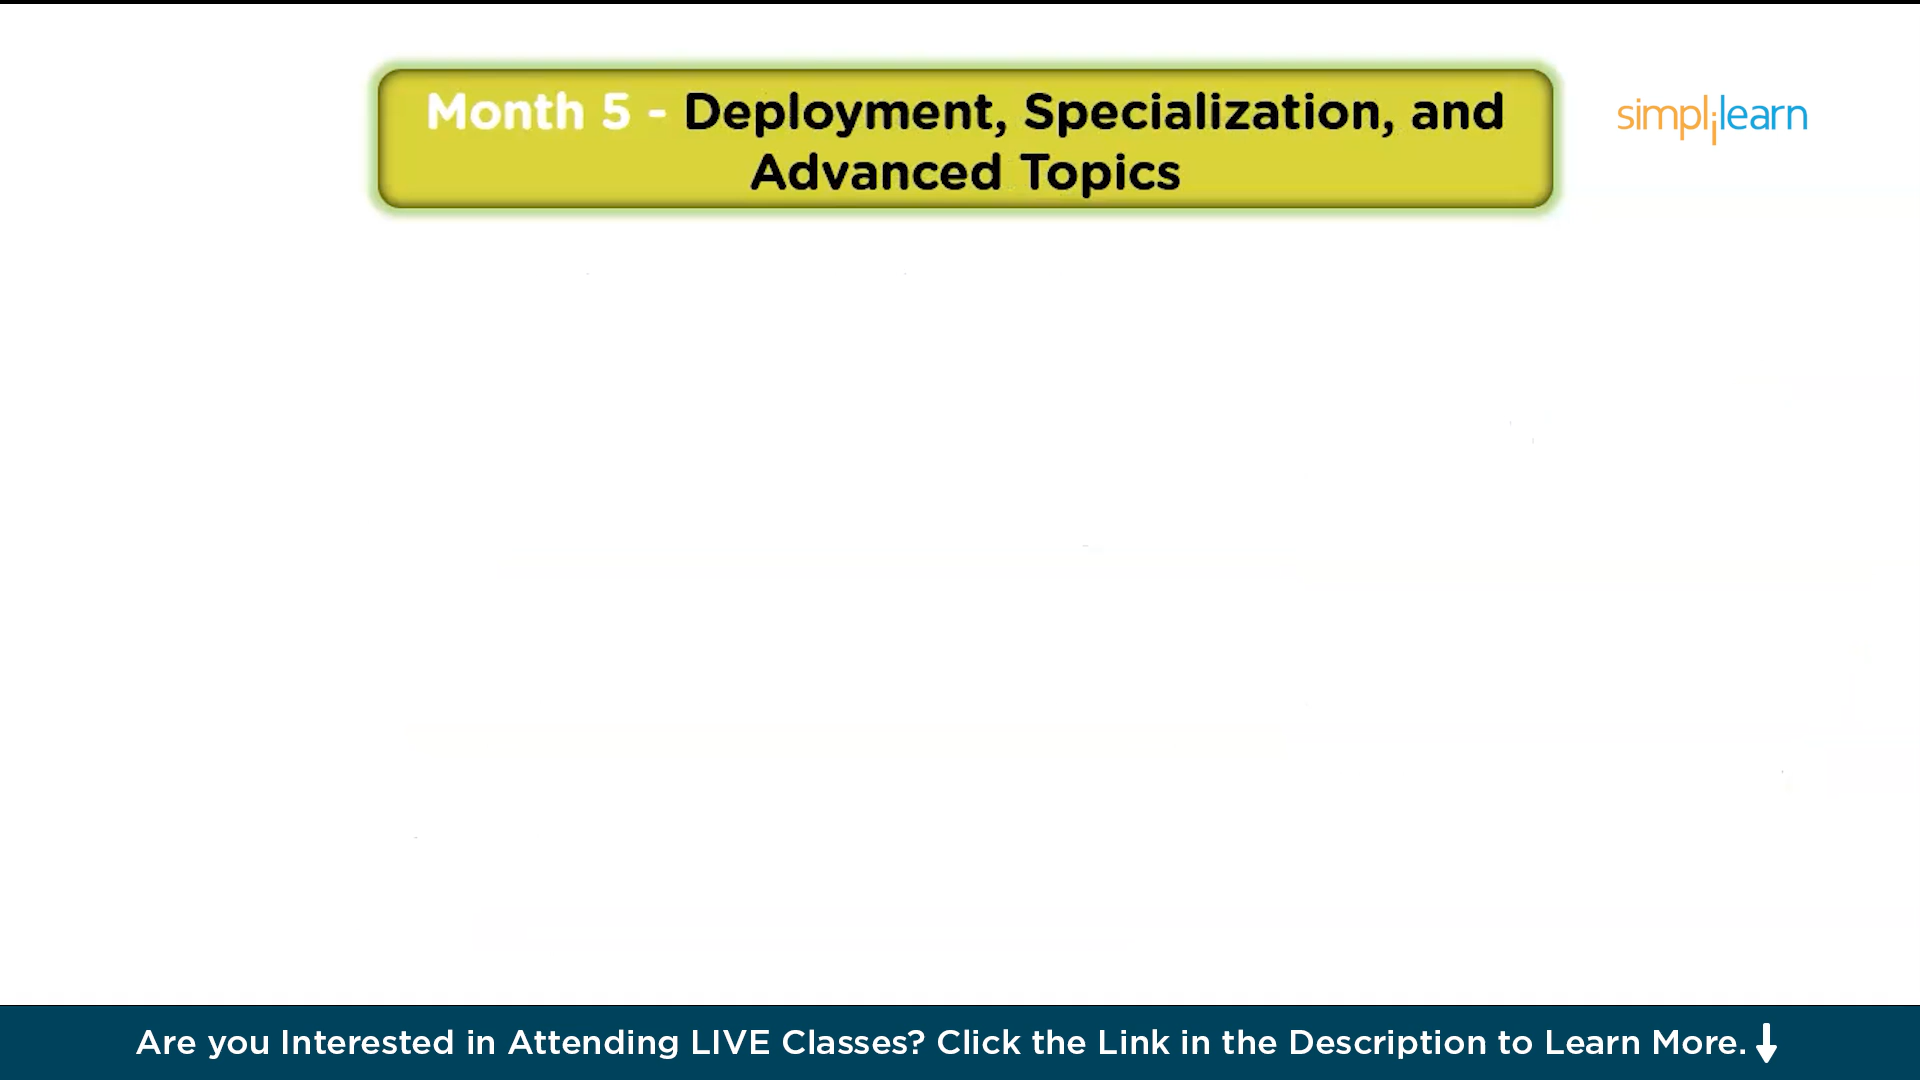 Month 5 - Deployment, Specialization, and
Advanced Topics
simplilearn
Are you Interested in Attending LIVE Classes? Click the Link in the Description to Learn More.